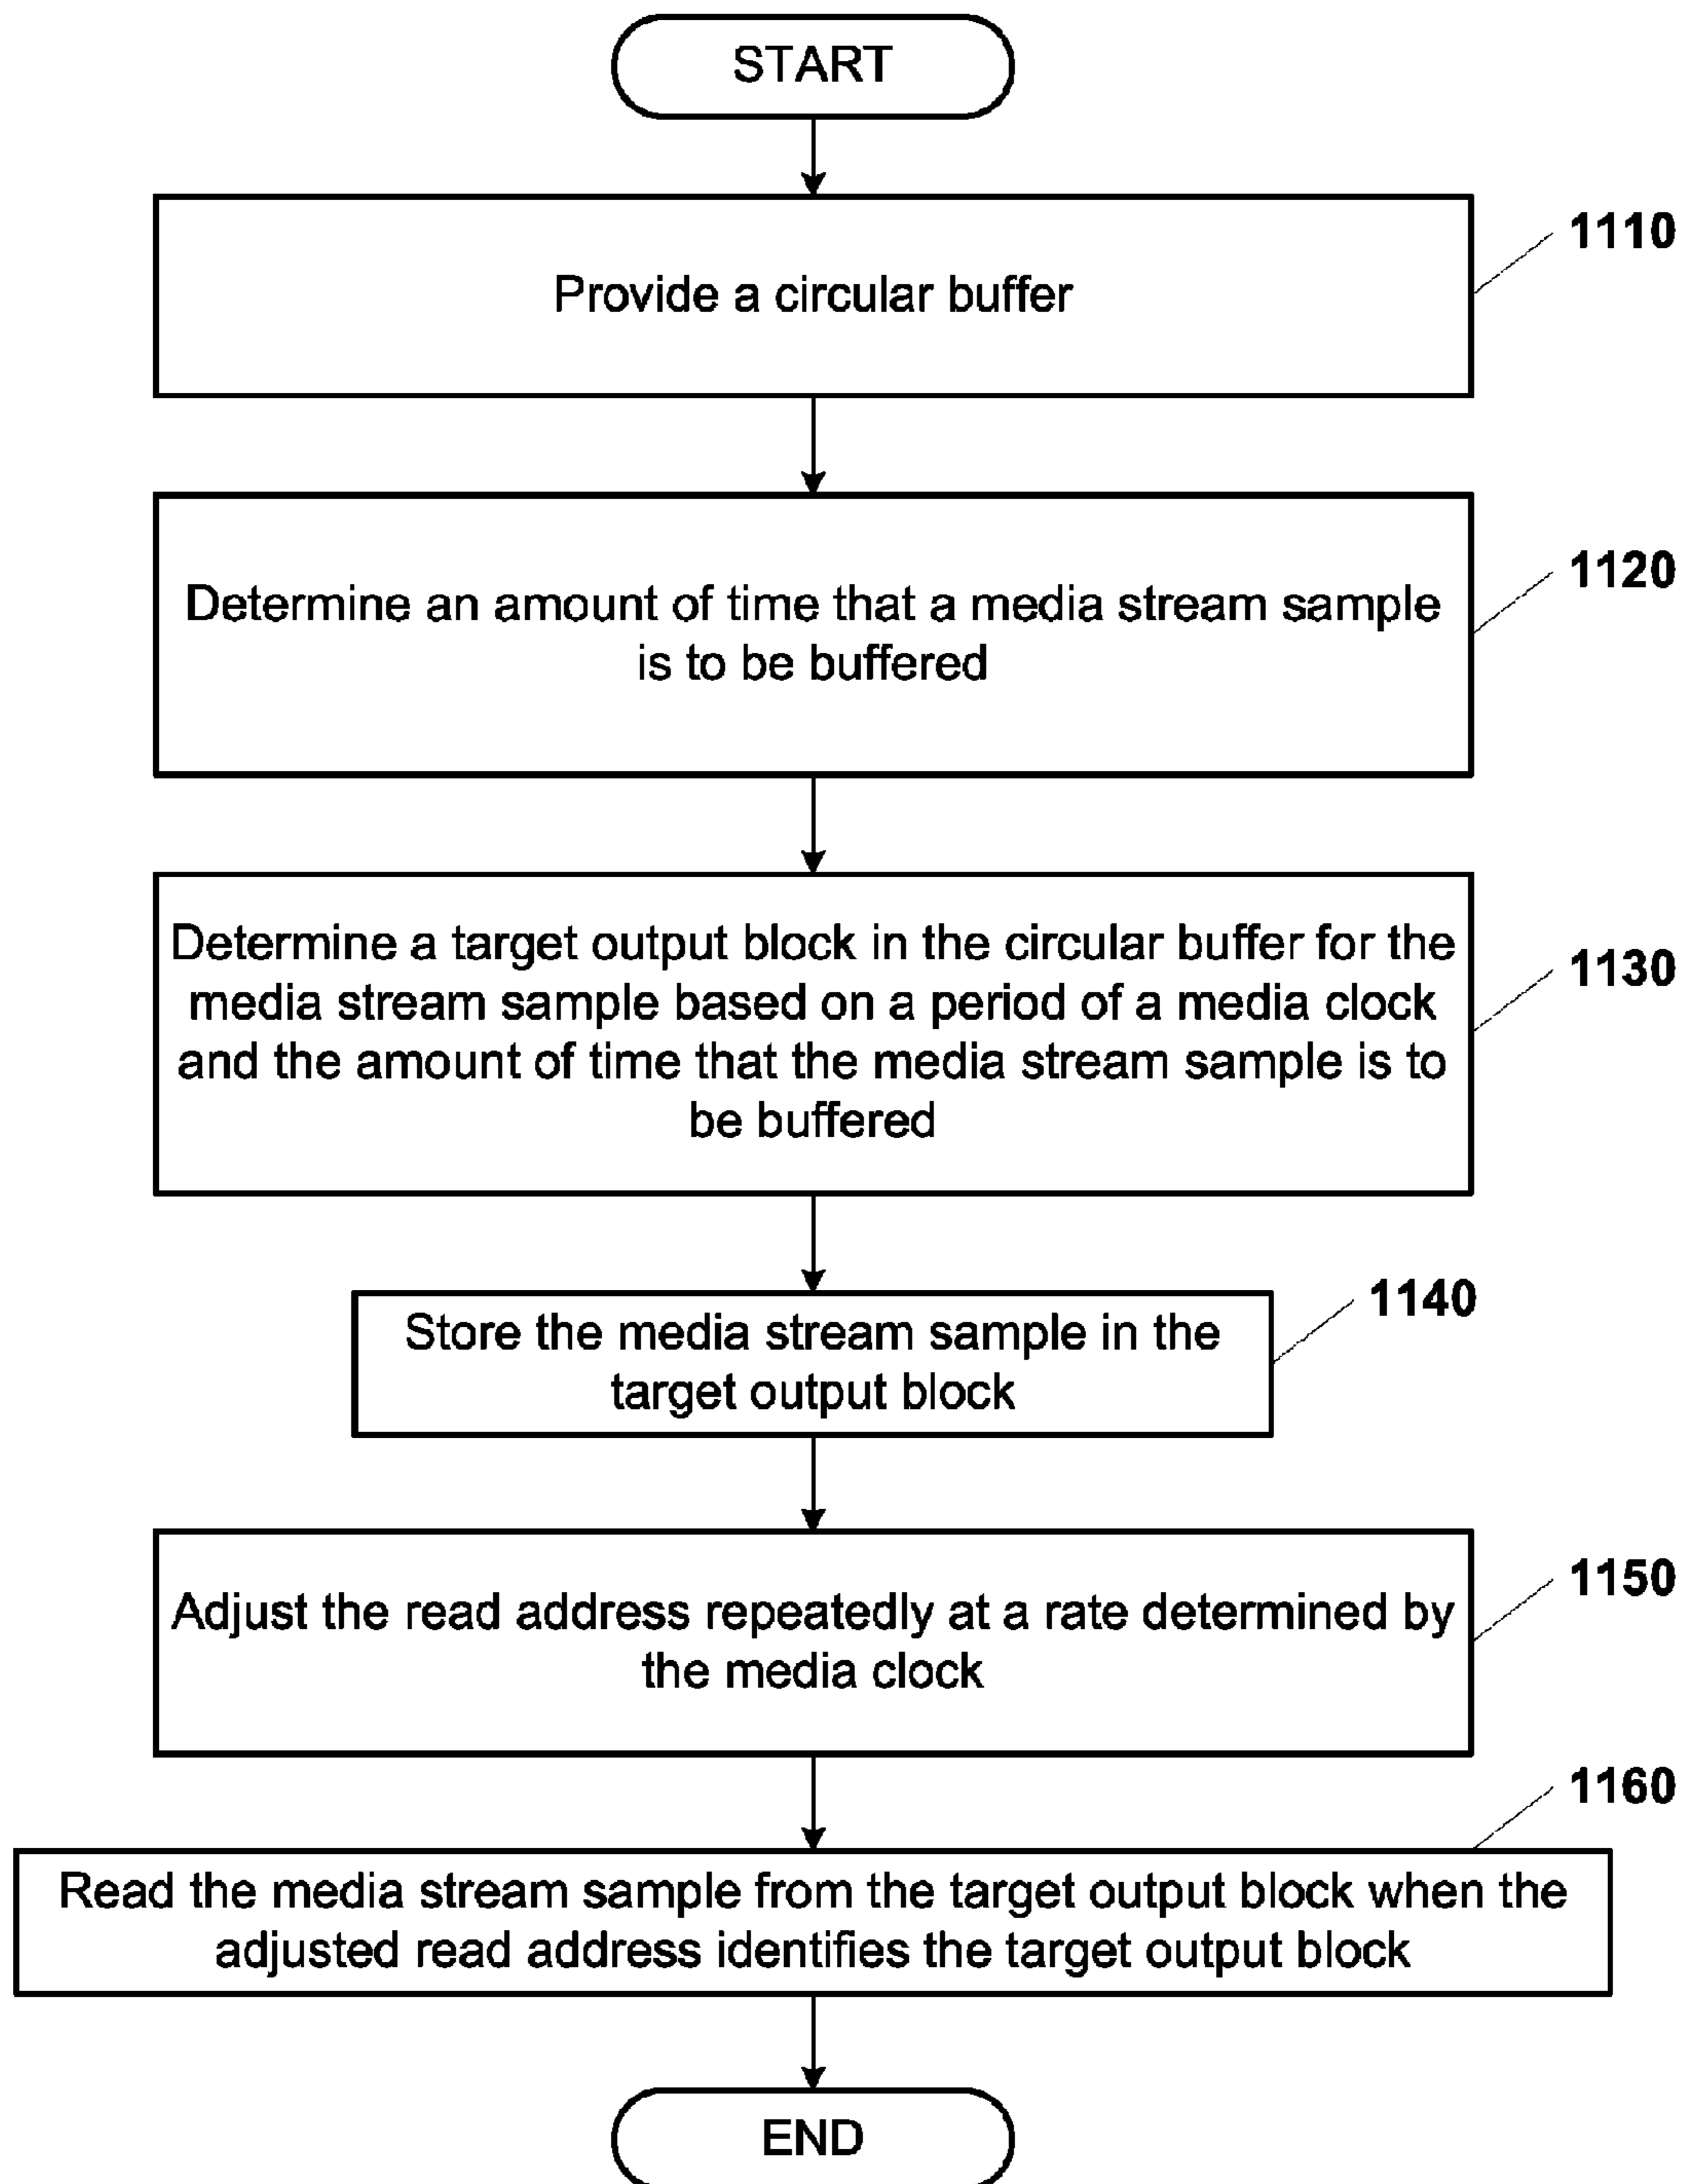 START
1110
Provide a circular buffer
1120
Determine an amount of time that a media stream sample
is to be buffered
1130
Determine a target output block in the circular buffer for the
media stream sample based on a period of a media clock
and the amount of time that the media stream sample is to
be buffered
1140
Store the media stream sample in the
target output block
1150
Adjust the read address repeatedly at a rate determined by
the media clock
1160
Read the media stream sample from the target output block when the
adjusted read address identifies the target output block
END